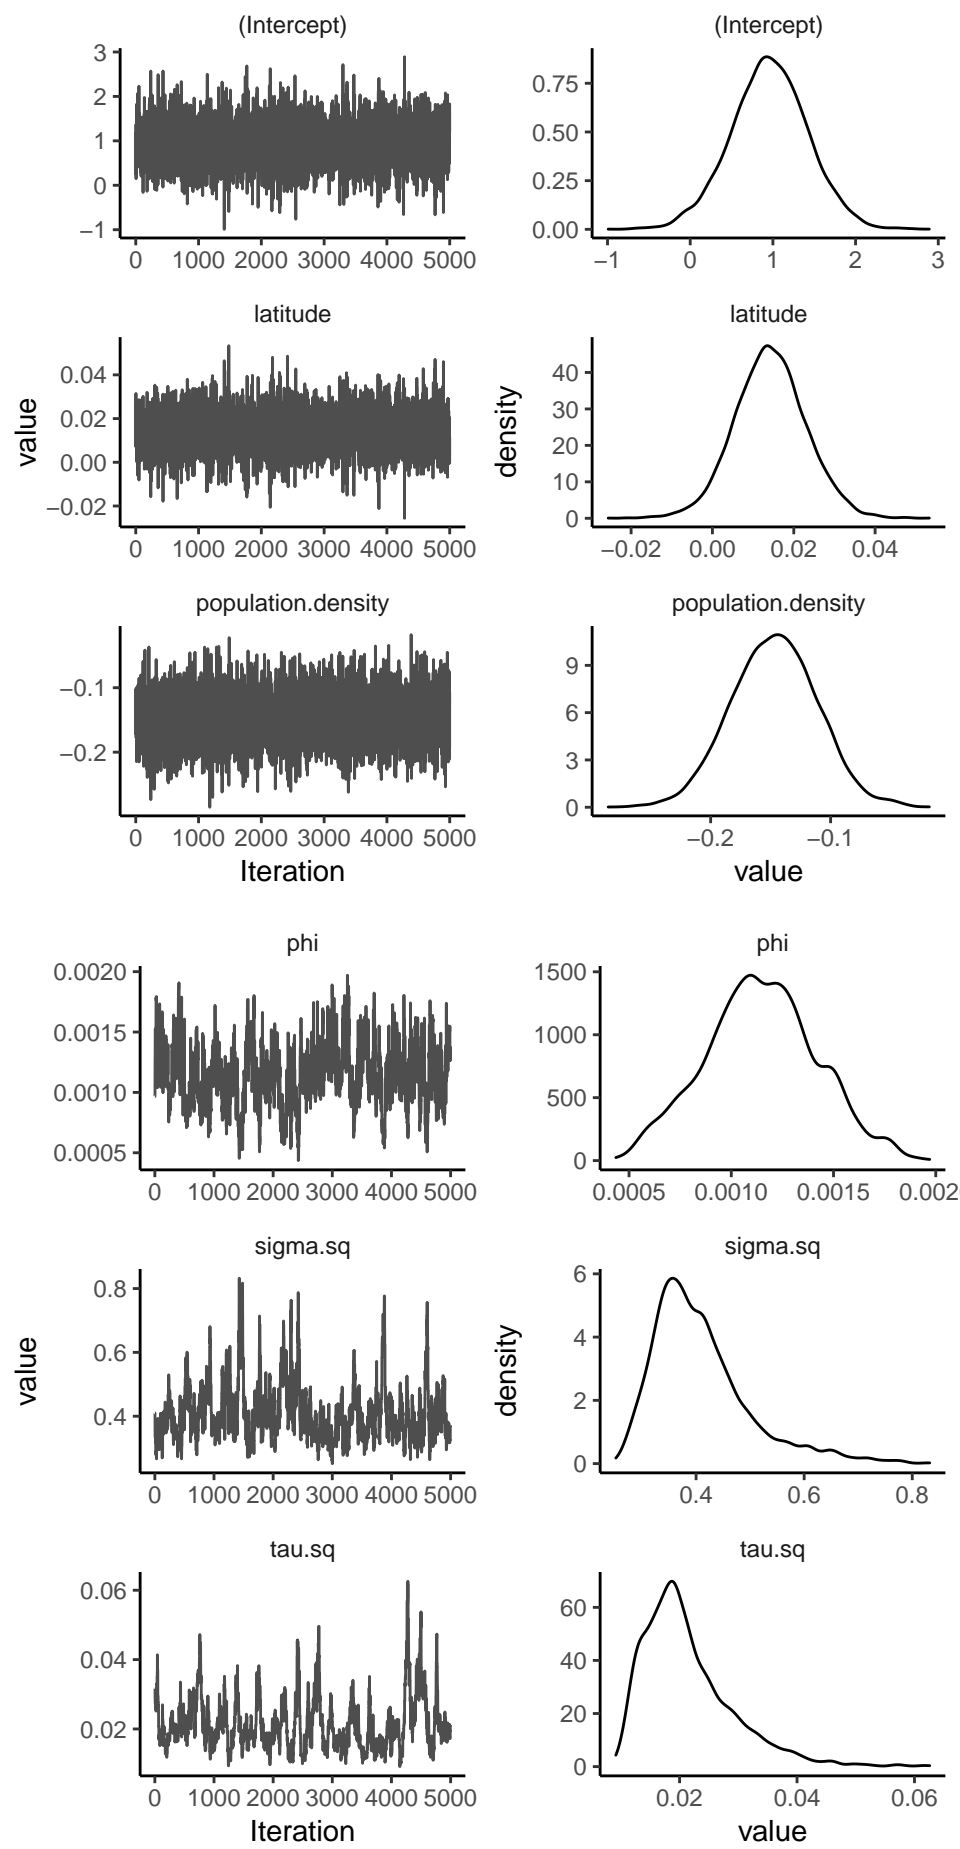 (Intercept) (Intercept)
3
2
1
0
−1
0 1000 2000 3000 4000 5000
0.75
0.50
0.25
0.00
−1 0 1 2 3
latitude latitude
0.04
0.02
0.00
−0.02
0 1000 2000 3000 4000 5000
value
40
30
20
10
0
−0.02 0.00 0.02 0.04
density
population.density population.density
−0.1
−0.2
0 1000 2000 3000 4000 5000
Iteration
9
6
3
0
−0.2 −0.1
value
phi phi
0.0020
0.0015
0.0010
0.0005
0 1000 2000 3000 4000 5000
1500
1000
500
0
0.0005 0.0010 0.0015 0.002
sigma.sq sigma.sq
0.8
0.6
0.4
0 1000 2000 3000 4000 5000
value
6
4
2
0
0.4 0.6 0.8
density
tau.sq tau.sq
0.06
0.04
0.02
0 1000 2000 3000 4000 5000
Iteration
60
40
20
0
0.02 0.04 0.06
value